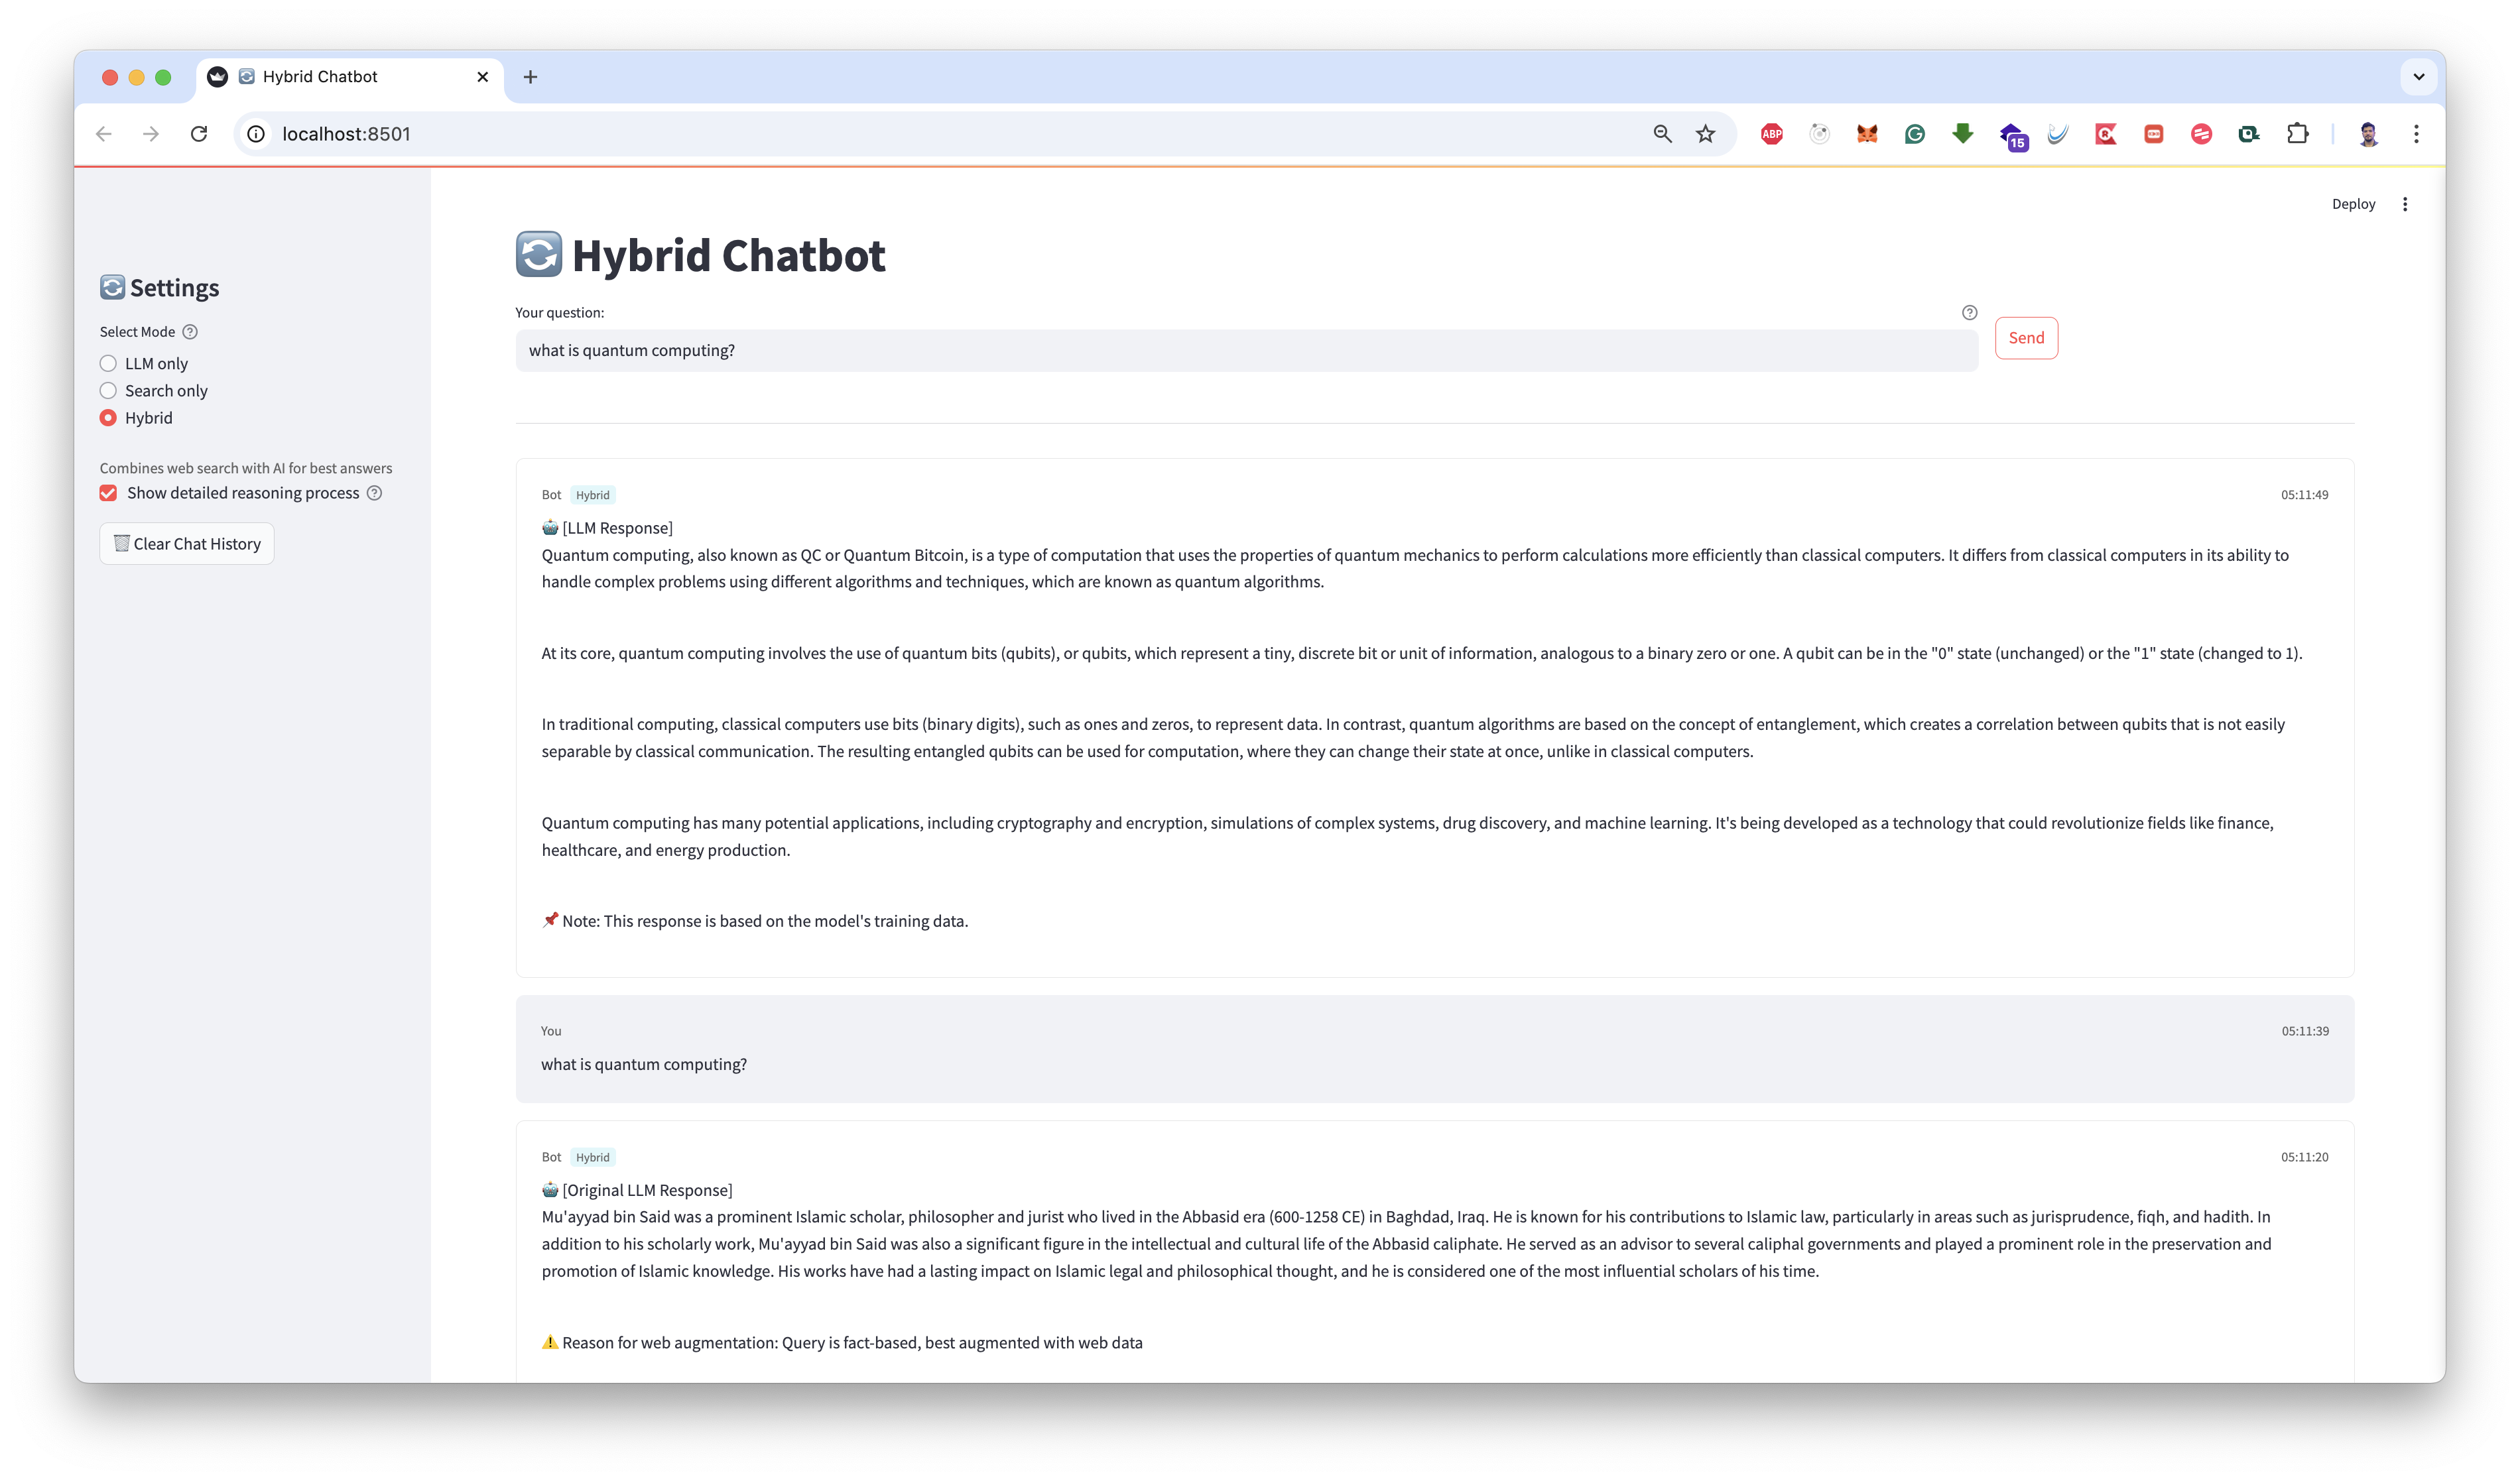 Hybrid Chatbot
localhost:8501
ABP
15
Deploy
Settings
Select Mode
LLM only
Search only
Hybrid
Combines web search with AI for best answers
Show detailed reasoning process
Clear Chat History
Hybrid Chatbot
Your question:
what is quantum computing?
Send
Bot Hybrid 05:11:49
[LLM Response]
Quantum computing, also known as QC or Quantum Bitcoin, is a type of computation that uses the properties of quantum mechanics to perform calculations more efficiently than classical computers. It differs from classical computers in its ability to
handle complex problems using different algorithms and techniques, which are known as quantum algorithms.
At its core, quantum computing involves the use of quantum bits (qubits), or qubits, which represent a tiny, discrete bit or unit of information, analogous to a binary zero or one. A qubit can be in the "0" state (unchanged) or the "1" state (changed to 1).
In traditional computing, classical computers use bits (binary digits), such as ones and zeros, to represent data. In contrast, quantum algorithms are based on the concept of entanglement, which creates a correlation between qubits that is not easily
separable by classical communication. The resulting entangled qubits can be used for computation, where they can change their state at once, unlike in classical computers.
Quantum computing has many potential applications, including cryptography and encryption, simulations of complex systems, drug discovery, and machine learning. It's being developed as a technology that could revolutionize fields like finance,
healthcare, and energy production.
Note: This response is based on the model's training data.
You 05:11:39
what is quantum computing?
Bot Hybrid 05:11:20
[Original LLM Response]
Mu'ayyad bin Said was a prominent Islamic scholar, philosopher and jurist who lived in the Abbasid era (600-1258 CE) in Baghdad, Iraq. He is known for his contributions to Islamic law, particularly in areas such as jurisprudence, fiqh, and hadith. In
addition to his scholarly work, Mu'ayyad bin Said was also a significant figure in the intellectual and cultural life of the Abbasid caliphate. He served as an advisor to several caliphal governments and played a prominent role in the preservation and
promotion of Islamic knowledge. His works have had a lasting impact on Islamic legal and philosophical thought, and he is considered one of the most influential scholars of his time.
Reason for web augmentation: Query is fact-based, best augmented with web data